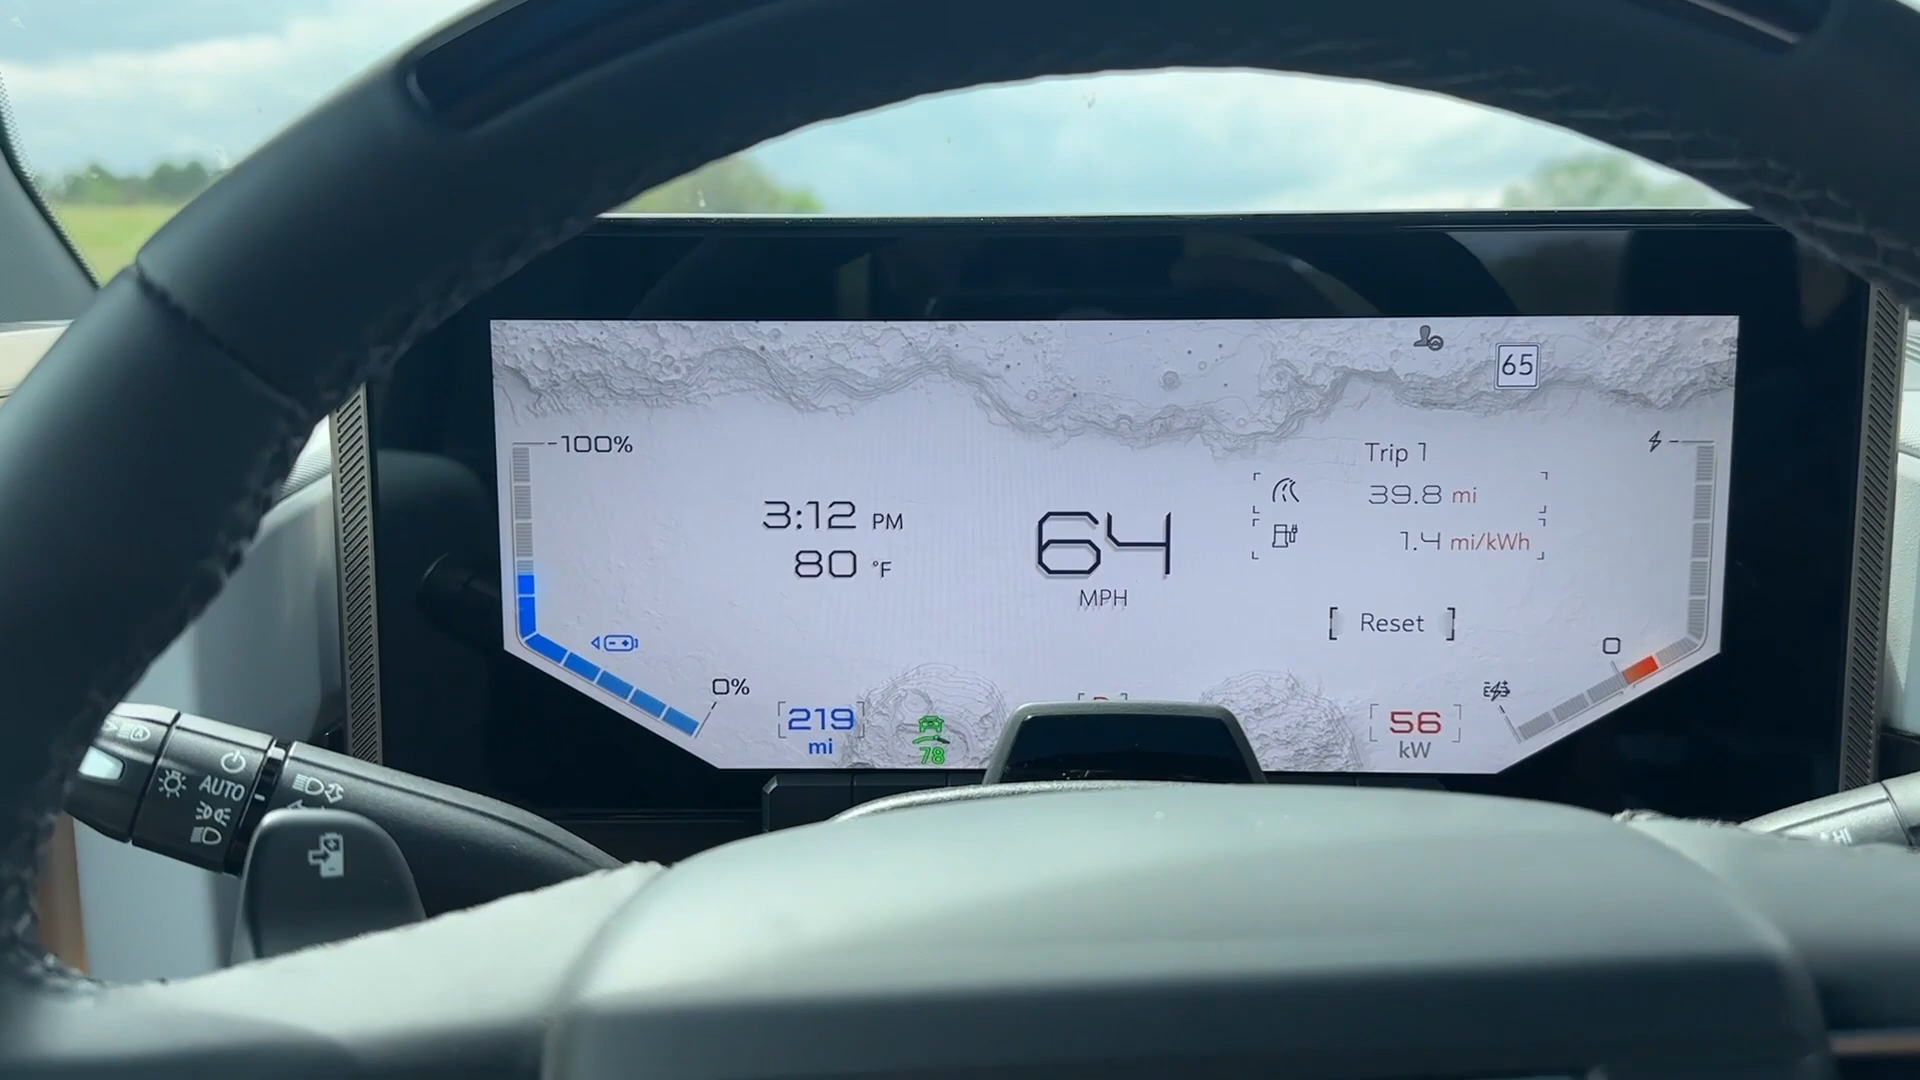 65
100%
Trip 1
39.8 mi
3:12 PM
1.4 mi/kWh
80 °F
64
MPH
Reset
0
0%
219
mi
56
kW
78
AUTO